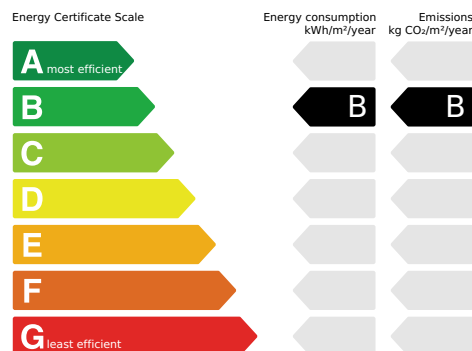 Energy Certificate Scale
Energy consumption
kWh/m²/year
Emissions
kg CO₂/m²/year
A most efficient
B
B
B
C
D
E
F
G least efficient